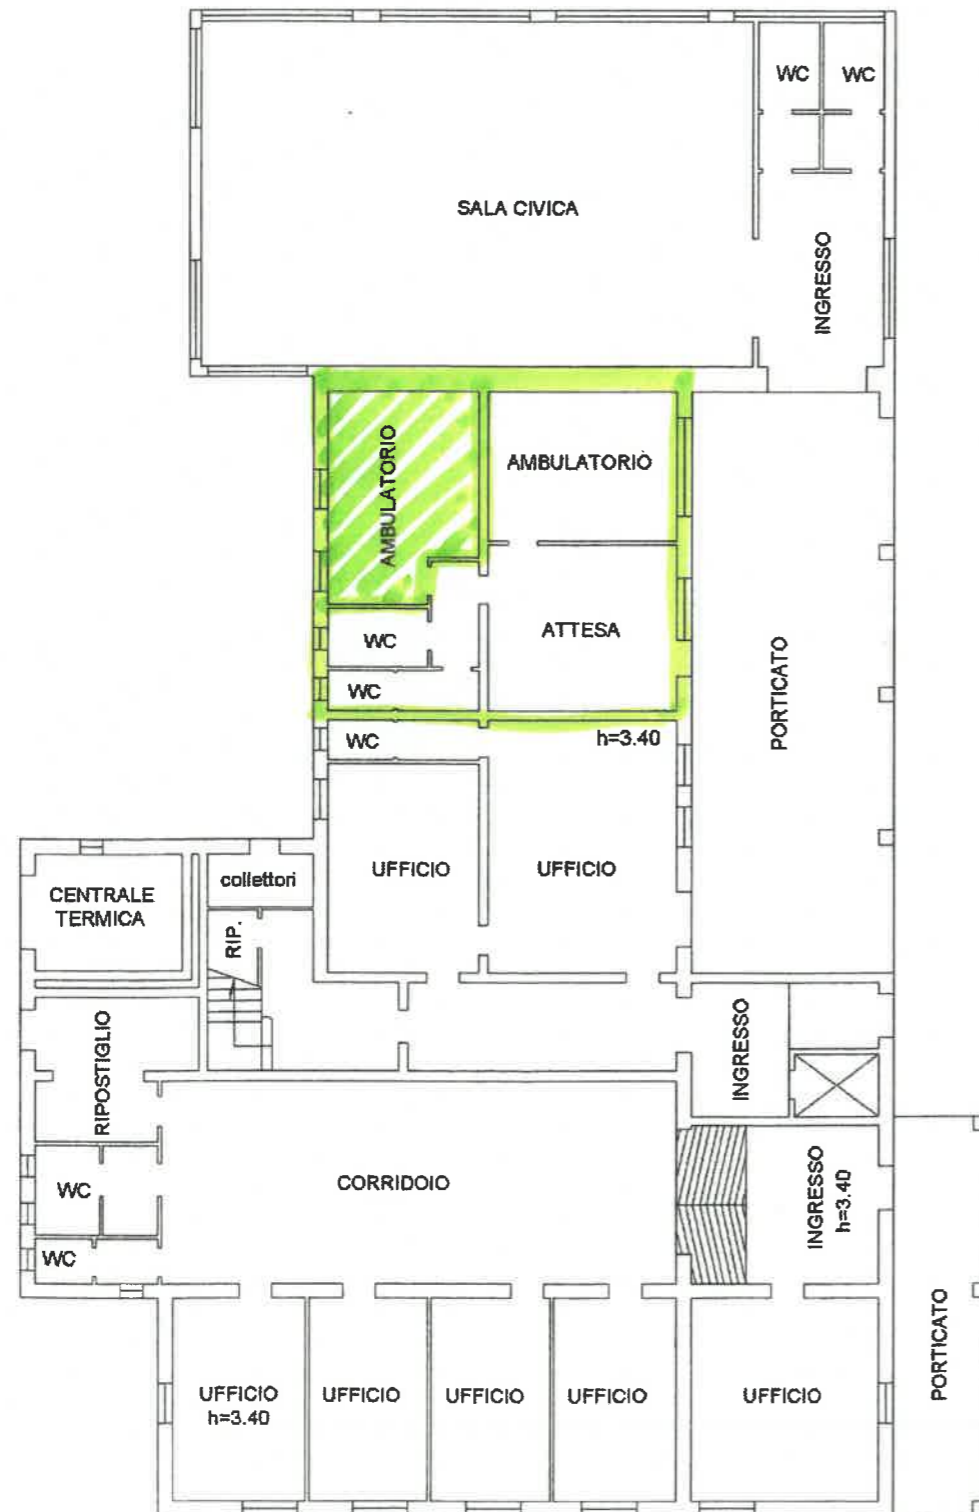 WC
WC
SALA CIVICA
INGRESSO
AMBULATORIO
AMBULATORIO
WC
ATTESA
WC
PORTICATO
WC
h=3.40
UFFICIO
UFFICIO
collettori
CENTRALE
TERMICA
RIP.
RIPOSTIGLIO
INGRESSO
CORRIDOIO
WC
INGRESSO
h=3.40
WC
PORTICATO
UFFICIO
h=3.40
UFFICIO
UFFICIO
UFFICIO
UFFICIO